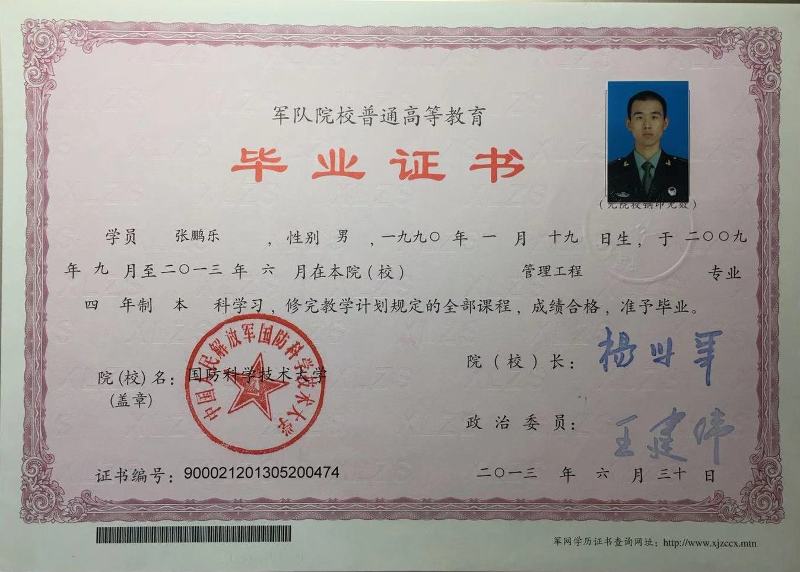 军队院校普通高等教育
毕业证书
(无院校钢印无效)
学员 张鹏乐 ，性别 男 ，一九九〇 年 一 月 十九 日生，于 二〇〇九
年 九 月至二〇一三 年 六 月在本院(校) 管理工程 专业
四 年制 本 科学习，修完教学计划规定的全部课程，成绩合格，准予毕业。
中国人民解放军国防科学技术大学
院(校)名：国防科学技术大学
(盖章)
院(校)长：杨学军
政治委员：王建伟
证书编号：900021201305200474
二〇一三 年 六 月 三十 日
军网学历证书查询网址：http://www.xjzccx.mtn